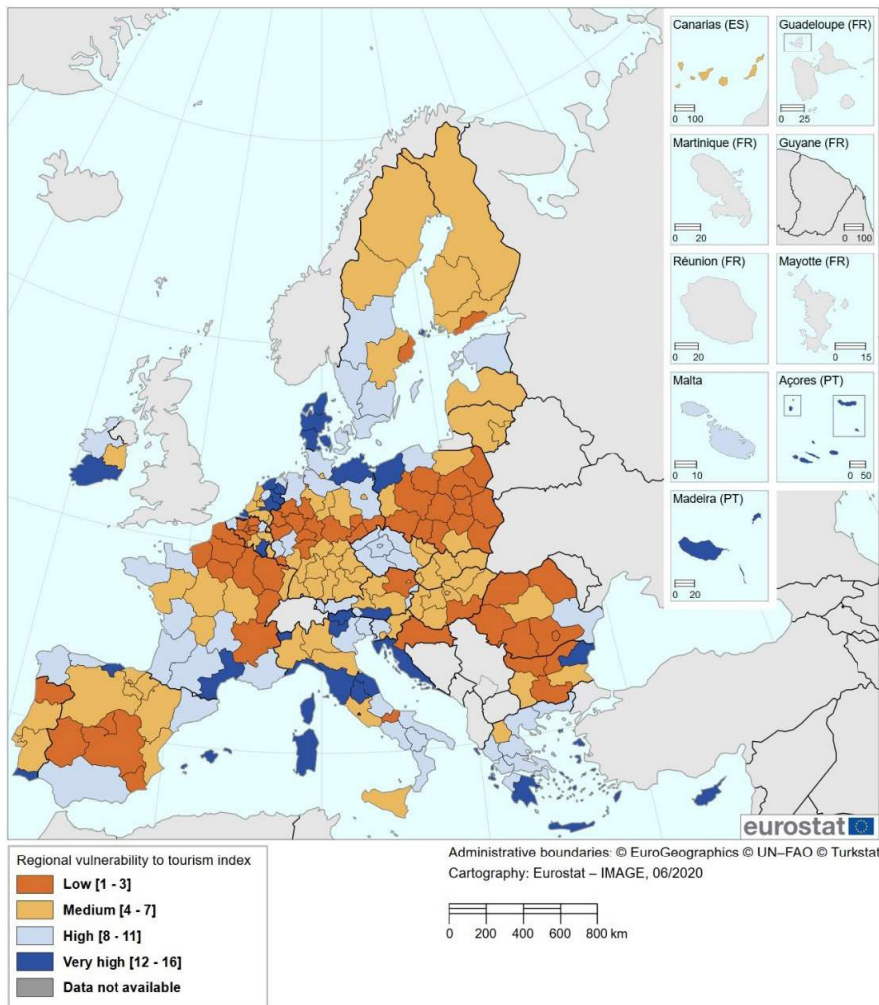 Canarias (ES)
0 100
Guadeloupe (FR)
0 25
Martinique (FR)
0 20
Guyane (FR)
0 100
Réunion (FR)
0 20
Mayotte (FR)
0 15
Malta
0 10
Açores (PT)
0 50
Madeira (PT)
0 20
eurostat
Regional vulnerability to tourism index
Low [1 - 3]
Medium [4 - 7]
High [8 - 11]
Very high [12 - 16]
Data not available
Administrative boundaries: © EuroGeographics © UN–FAO © Turkstat
Cartography: Eurostat – IMAGE, 06/2020
0 200 400 600 800 km